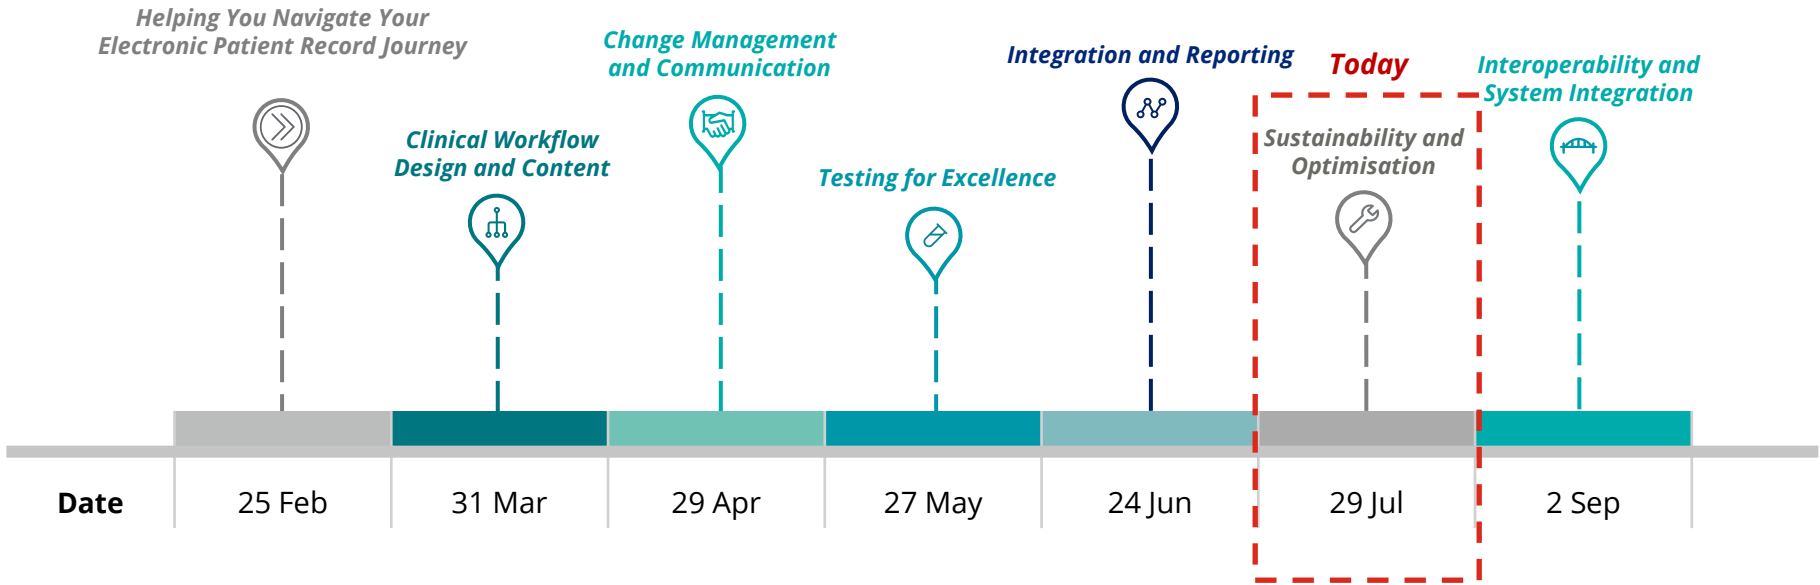 Helping You Navigate Your
Electronic Patient Record Journey
Clinical Workflow
Design and Content
Change Management
and Communication
Testing for Excellence
Integration and Reporting
Today
Sustainability and
Optimisation
Interoperability and
System Integration
Date
25 Feb
31 Mar
29 Apr
27 May
24 Jun
29 Jul
2 Sep